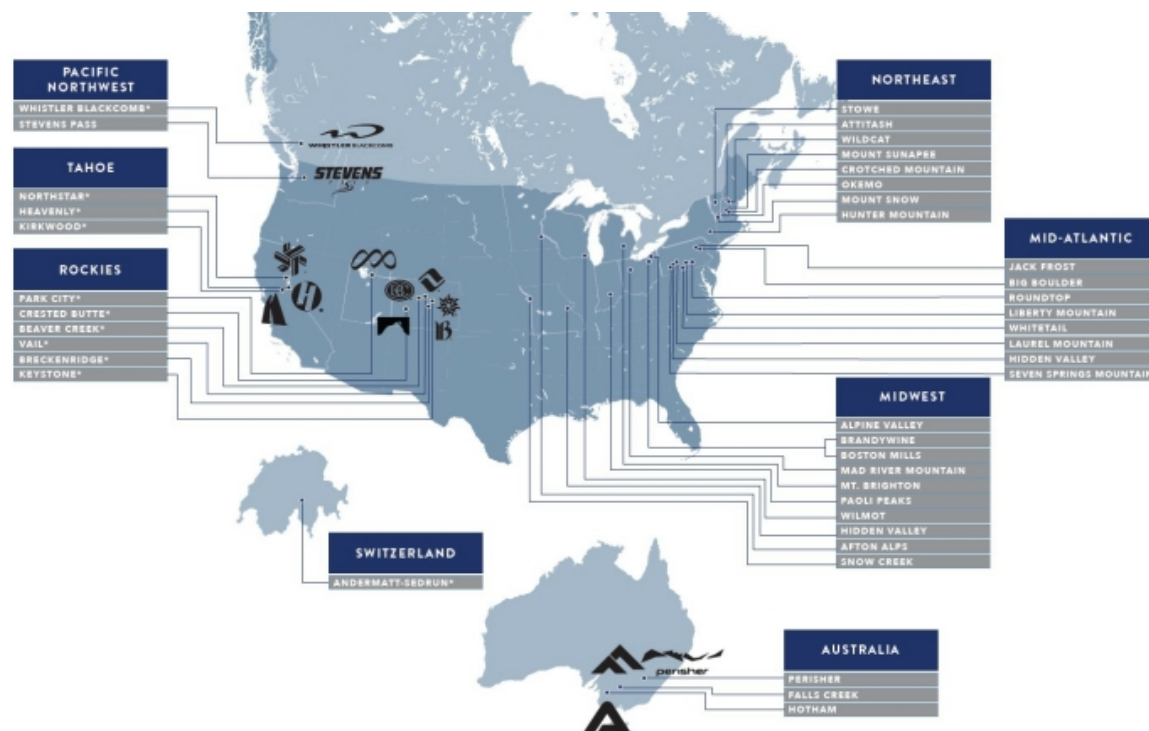 PACIFIC
NORTHWEST
WHISTLER BLACKCOMB*
STEVENS PASS
TAHOE
NORTHSTAR*
HEAVENLY*
KIRKWOOD*
ROCKIES
PARK CITY*
CRESTED BUTTE*
BEAVER CREEK*
VAIL*
BRECKENRIDGE*
KEYSTONE*
WHISTLER BLACKCOMB
STEVENS
NORTHEAST
STOWE
ATTITASH
WILDCAT
MOUNT SUNAPEE
CROTCHED MOUNTAIN
OKEMO
MOUNT SNOW
HUNTER MOUNTAIN
MID-ATLANTIC
JACK FROST
BIG BOULDER
ROUNDTOP
LIBERTY MOUNTAIN
WHITETAIL
LAUREL MOUNTAIN
HIDDEN VALLEY
SEVEN SPRINGS MOUNTAIN
MIDWEST
ALPINE VALLEY
BRANDYWINE
BOSTON MILLS
MAD RIVER MOUNTAIN
MT. BRIGHTON
PAOLI PEAKS
WILMOT
HIDDEN VALLEY
AFTON ALPS
SNOW CREEK
SWITZERLAND
ANDERMATT-SEDRUN*
perisher
AUSTRALIA
PERISHER
FALLS CREEK
HOTHAM